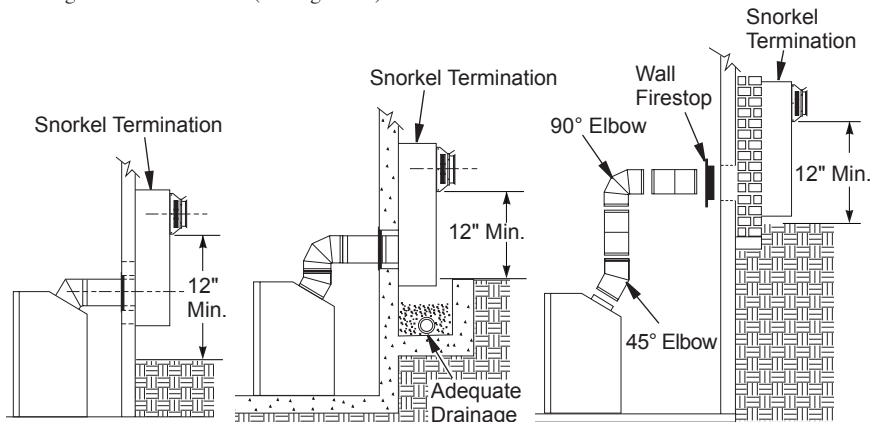 Snorkel Termination
12"
Min.
Snorkel Termination
12" Min.
Adequate
Drainage
Snorkel
Termination
Wall
Firestop
90° Elbow
12" Min.
45° Elbow